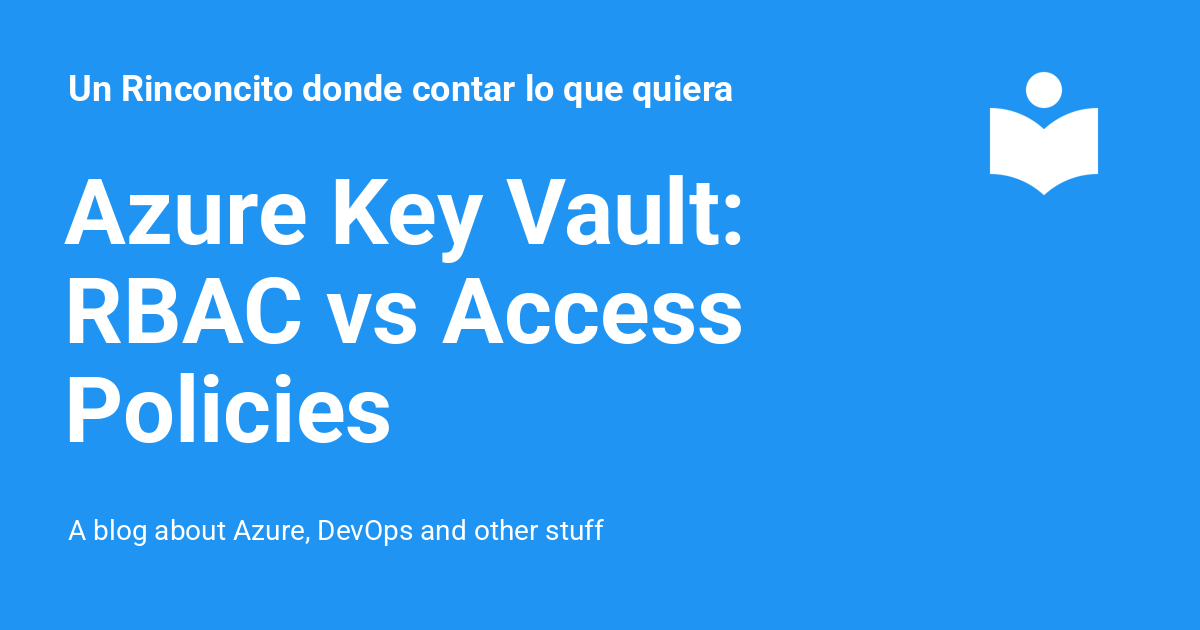 Un Rinconcito donde contar lo que quiera
Azure Key Vault:
RBAC vs Access
Policies
A blog about Azure, DevOps and other stuff